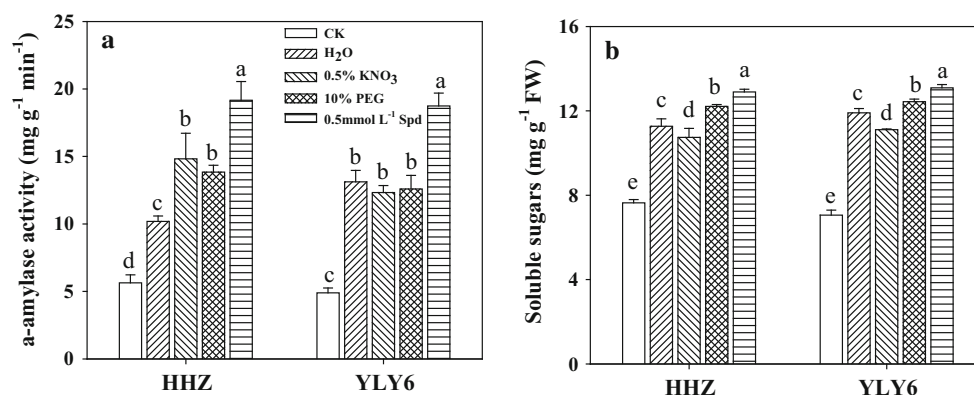 a
a-amylase activity (mg g⁻¹ min⁻¹)
25
20
15
10
5
0
CK
H₂O
0.5% KNO₃
10% PEG
0.5mmol L⁻¹ Spd
d
c
b
b
a
c
b
b
b
a
HHZ
YLY6
b
Soluble sugars (mg g⁻¹ FW)
16
12
8
4
0
e
c
d
b
a
e
c
d
b
a
HHZ
YLY6